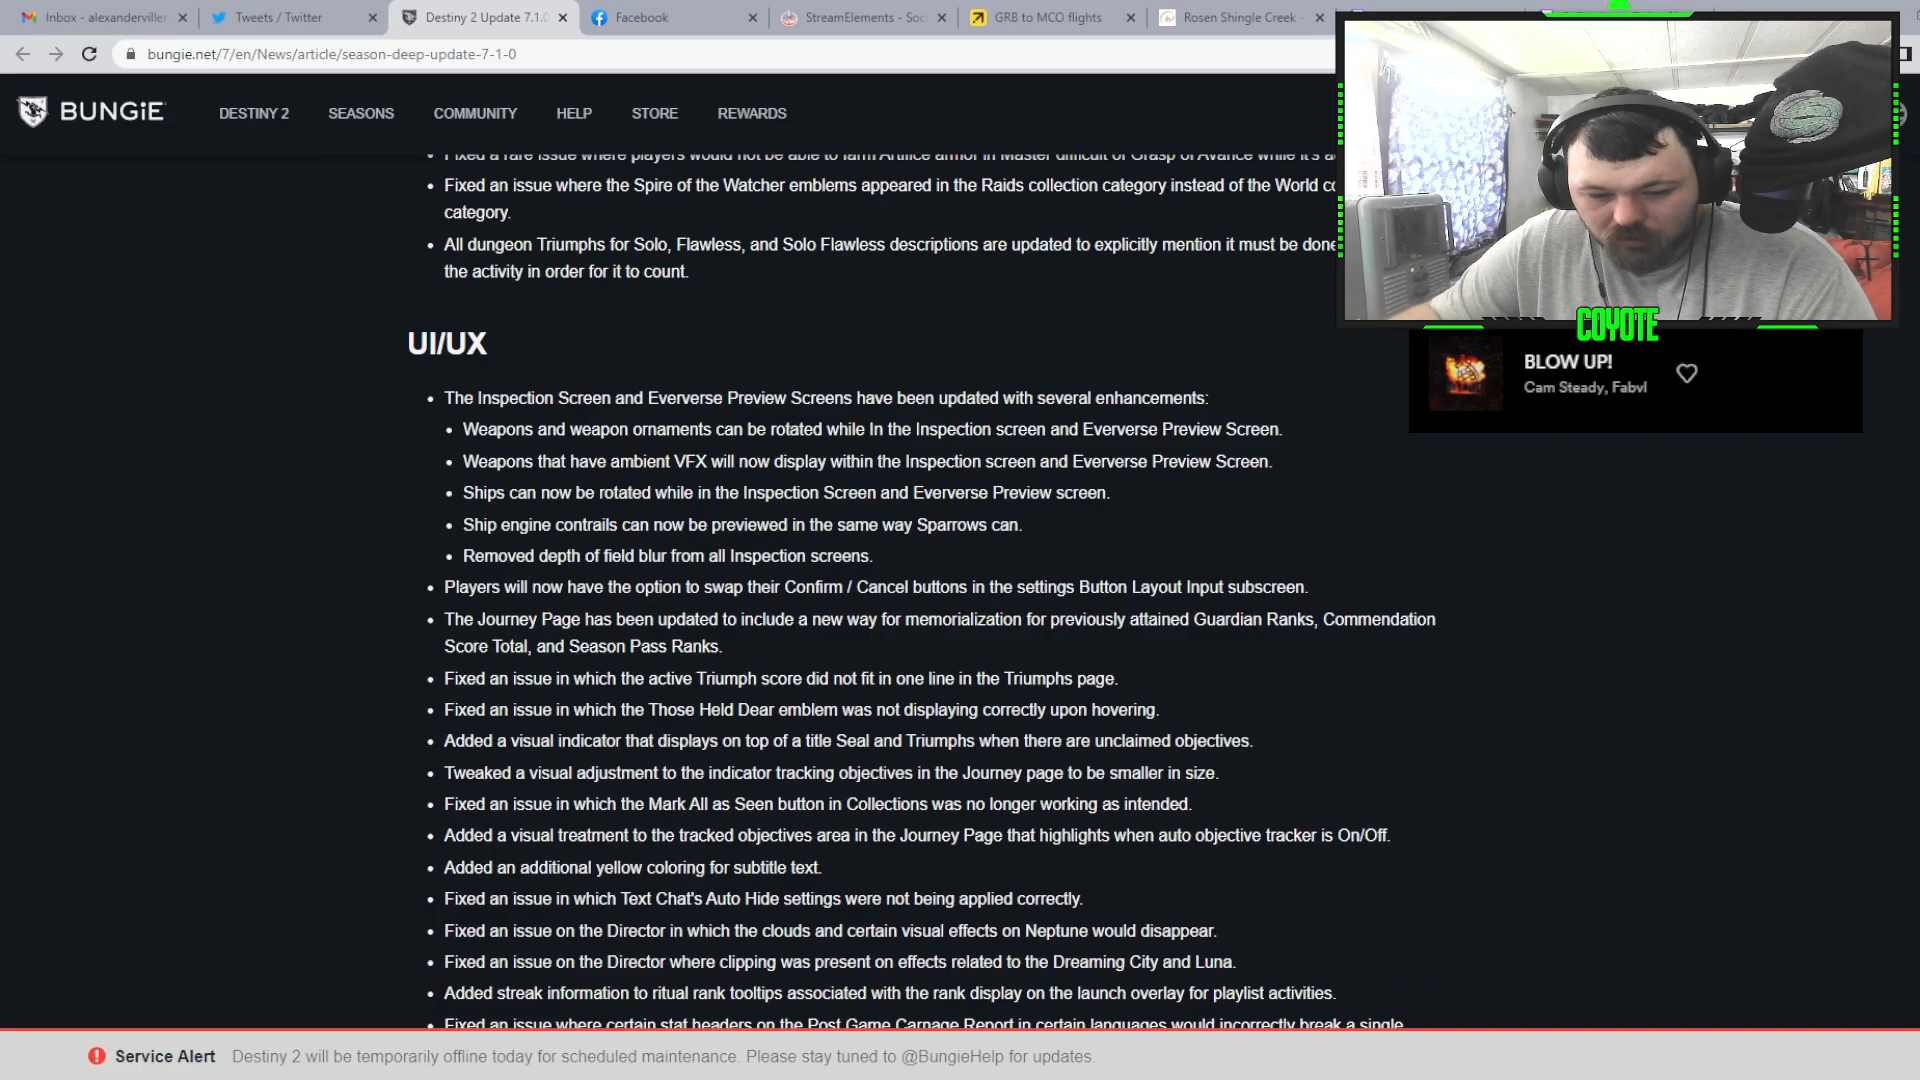 Inbox - alexanderviller
Tweets / Twitter
Destiny 2 Update 7.1.0
Facebook
StreamElements - Soc
GRB to MCO flights
Rosen Shingle Creek -
bungie.net/7/en/News/article/season-deep-update-7-1-0
BUNGiE
DESTINY 2
SEASONS
COMMUNITY
HELP
STORE
REWARDS
• Fixed a rare issue where players would not be able to farm Artifice armor in Master difficult of Grasp of Avarice while it's a
• Fixed an issue where the Spire of the Watcher emblems appeared in the Raids collection category instead of the World co
category.
• All dungeon Triumphs for Solo, Flawless, and Solo Flawless descriptions are updated to explicitly mention it must be done
the activity in order for it to count.
COYOTE
BLOW UP!
Cam Steady, Fabvl
UI/UX
• The Inspection Screen and Eververse Preview Screens have been updated with several enhancements:
• Weapons and weapon ornaments can be rotated while In the Inspection screen and Eververse Preview Screen.
• Weapons that have ambient VFX will now display within the Inspection screen and Eververse Preview Screen.
• Ships can now be rotated while in the Inspection Screen and Eververse Preview screen.
• Ship engine contrails can now be previewed in the same way Sparrows can.
• Removed depth of field blur from all Inspection screens.
• Players will now have the option to swap their Confirm / Cancel buttons in the settings Button Layout Input subscreen.
• The Journey Page has been updated to include a new way for memorialization for previously attained Guardian Ranks, Commendation
Score Total, and Season Pass Ranks.
• Fixed an issue in which the active Triumph score did not fit in one line in the Triumphs page.
• Fixed an issue in which the Those Held Dear emblem was not displaying correctly upon hovering.
• Added a visual indicator that displays on top of a title Seal and Triumphs when there are unclaimed objectives.
• Tweaked a visual adjustment to the indicator tracking objectives in the Journey page to be smaller in size.
• Fixed an issue in which the Mark All as Seen button in Collections was no longer working as intended.
• Added a visual treatment to the tracked objectives area in the Journey Page that highlights when auto objective tracker is On/Off.
• Added an additional yellow coloring for subtitle text.
• Fixed an issue in which Text Chat's Auto Hide settings were not being applied correctly.
• Fixed an issue on the Director in which the clouds and certain visual effects on Neptune would disappear.
• Fixed an issue on the Director where clipping was present on effects related to the Dreaming City and Luna.
• Added streak information to ritual rank tooltips associated with the rank display on the launch overlay for playlist activities.
• Fixed an issue where certain stat headers on the Post Game Carnage Report in certain languages would incorrectly break a single
Service Alert
Destiny 2 will be temporarily offline today for scheduled maintenance. Please stay tuned to @BungieHelp for updates.